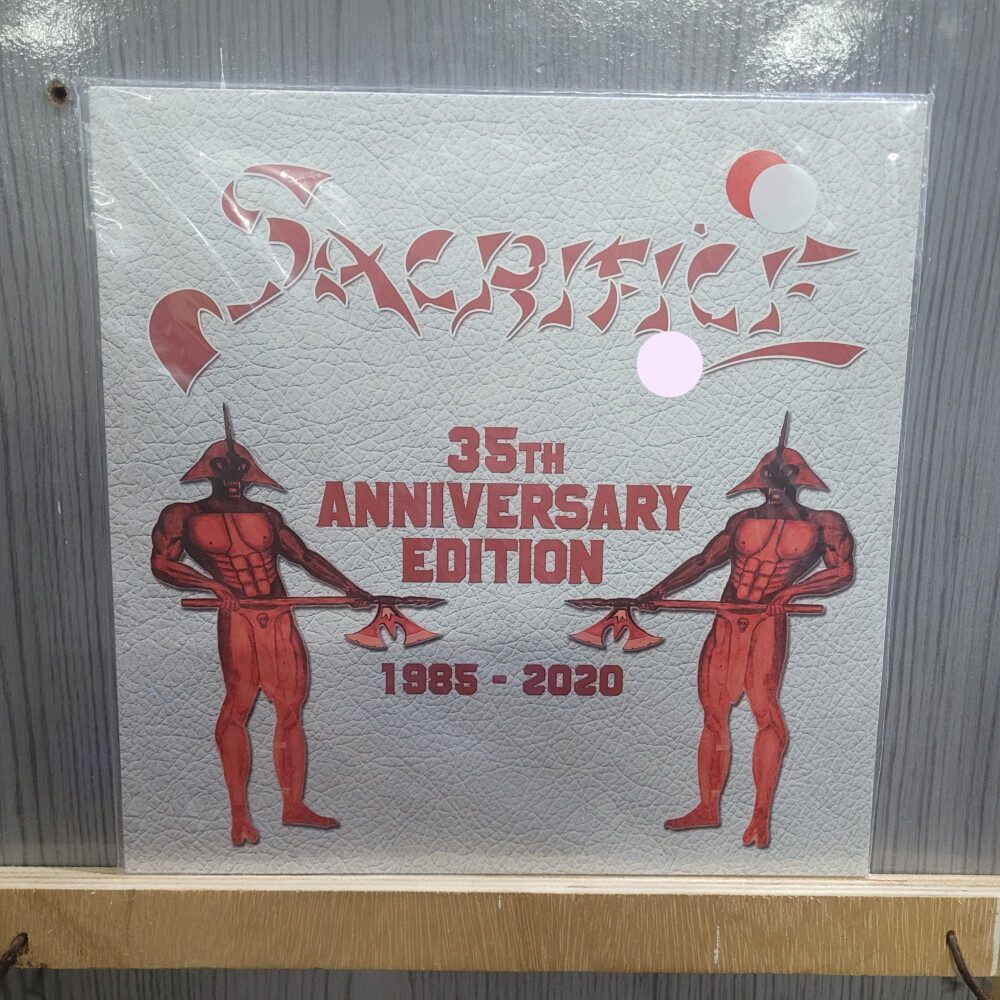 SACRIFICE
35TH
ANNIVERSARY
EDITION
1985 - 2020